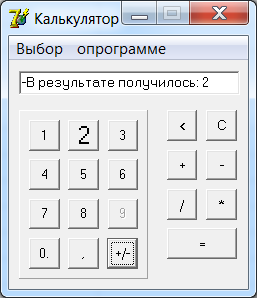 Калькулятор
Выбор опрограмме
-В результате получилось: 2
1 2 3 < C
4 5 6 + -
7 8 9 / *
0. , +/- =